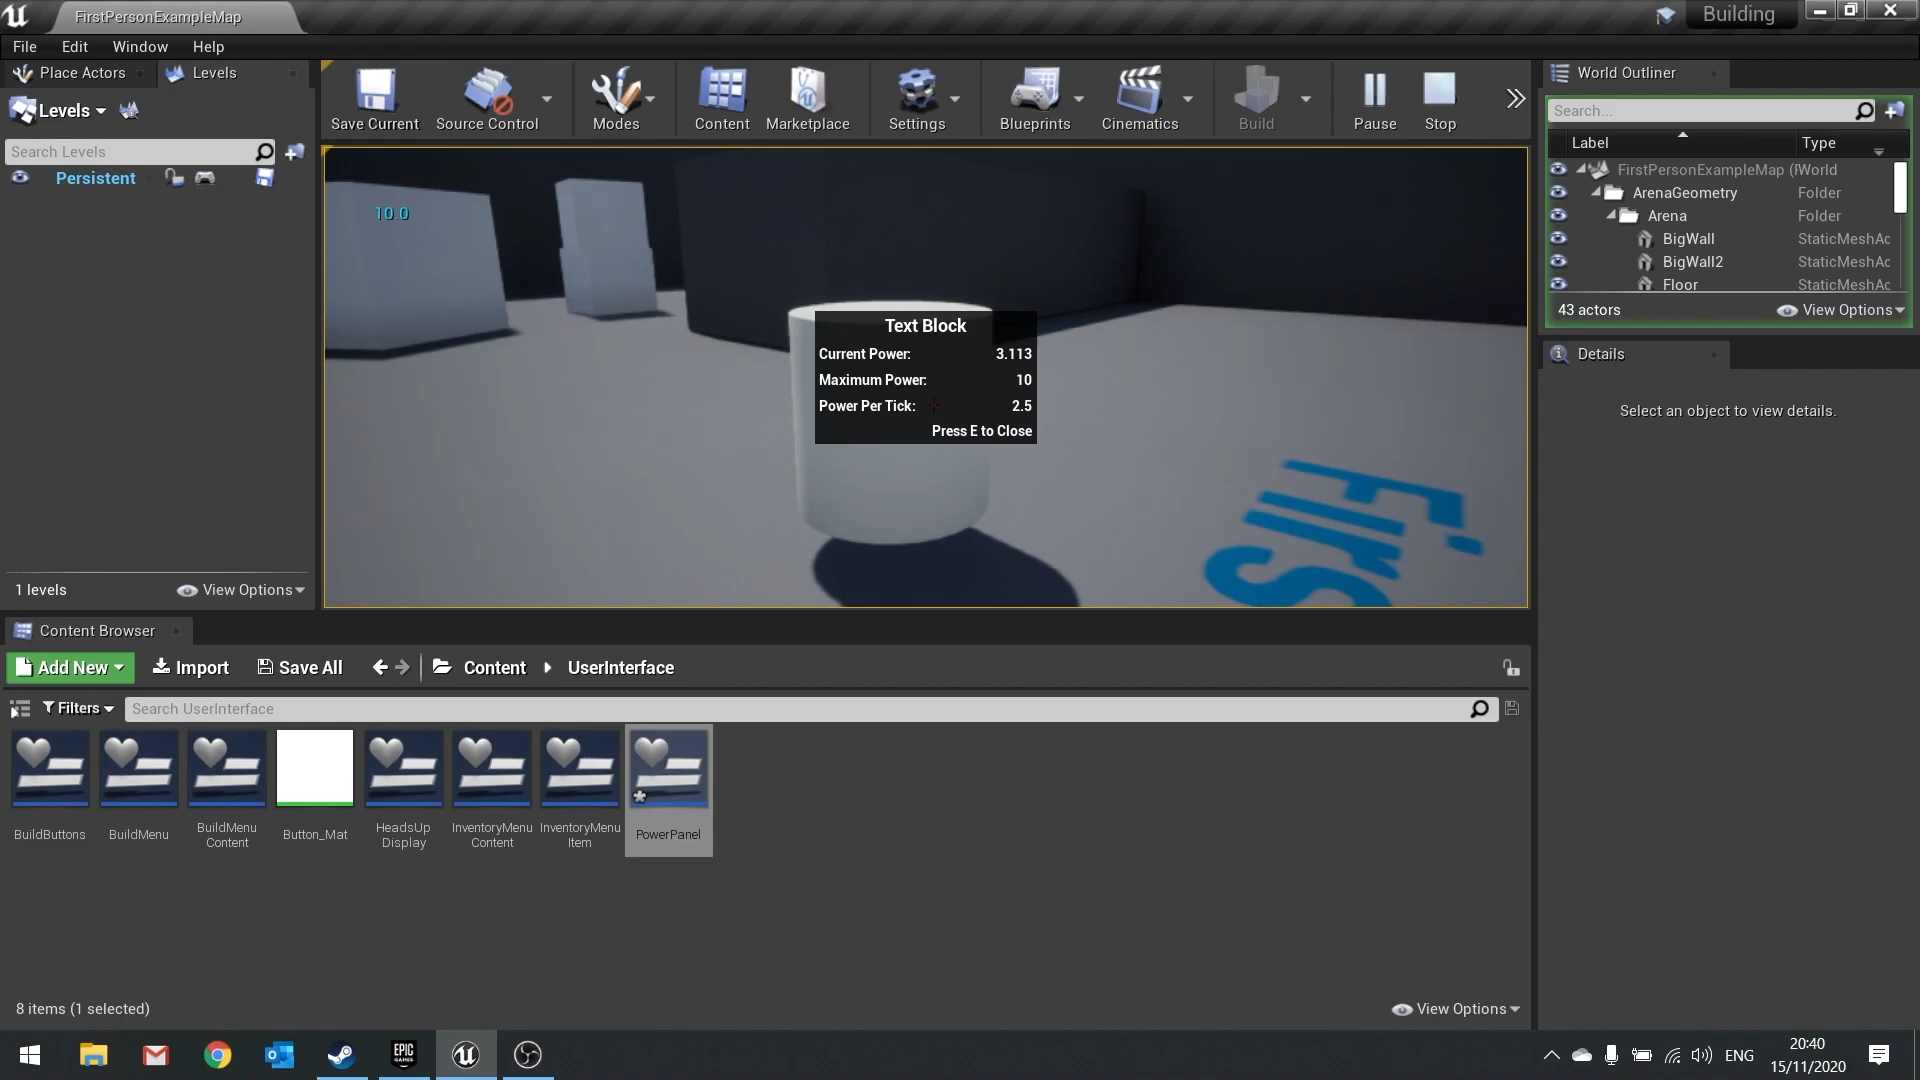 FirstPersonExampleMap
Building
File Edit Window Help
Place Actors
Levels
Levels
Search Levels
Persistent
1 levels
View Options
Save Current
Source Control
Modes
Content
Marketplace
Settings
Blueprints
Cinematics
Build
Pause
Stop
10.0
Text Block
Current Power: 3.113
Maximum Power: 10
Power Per Tick: 2.5
Press E to Close
Firs
World Outliner
Search...
Label Type
FirstPersonExampleMap ( World
ArenaGeometry Folder
Arena Folder
BigWall StaticMeshAc
BigWall2 StaticMeshAc
Floor StaticMeshAc
43 actors
View Options
Details
Select an object to view details.
Content Browser
Add New
Import
Save All
Content
UserInterface
Filters
Search UserInterface
BuildButtons
BuildMenu
BuildMenu
Content
Button_Mat
HeadsUp
Display
InventoryMenu
Content
InventoryMenu
Item
PowerPanel
8 items (1 selected)
View Options
EPIC
GAMES
ENG
20:40
15/11/2020